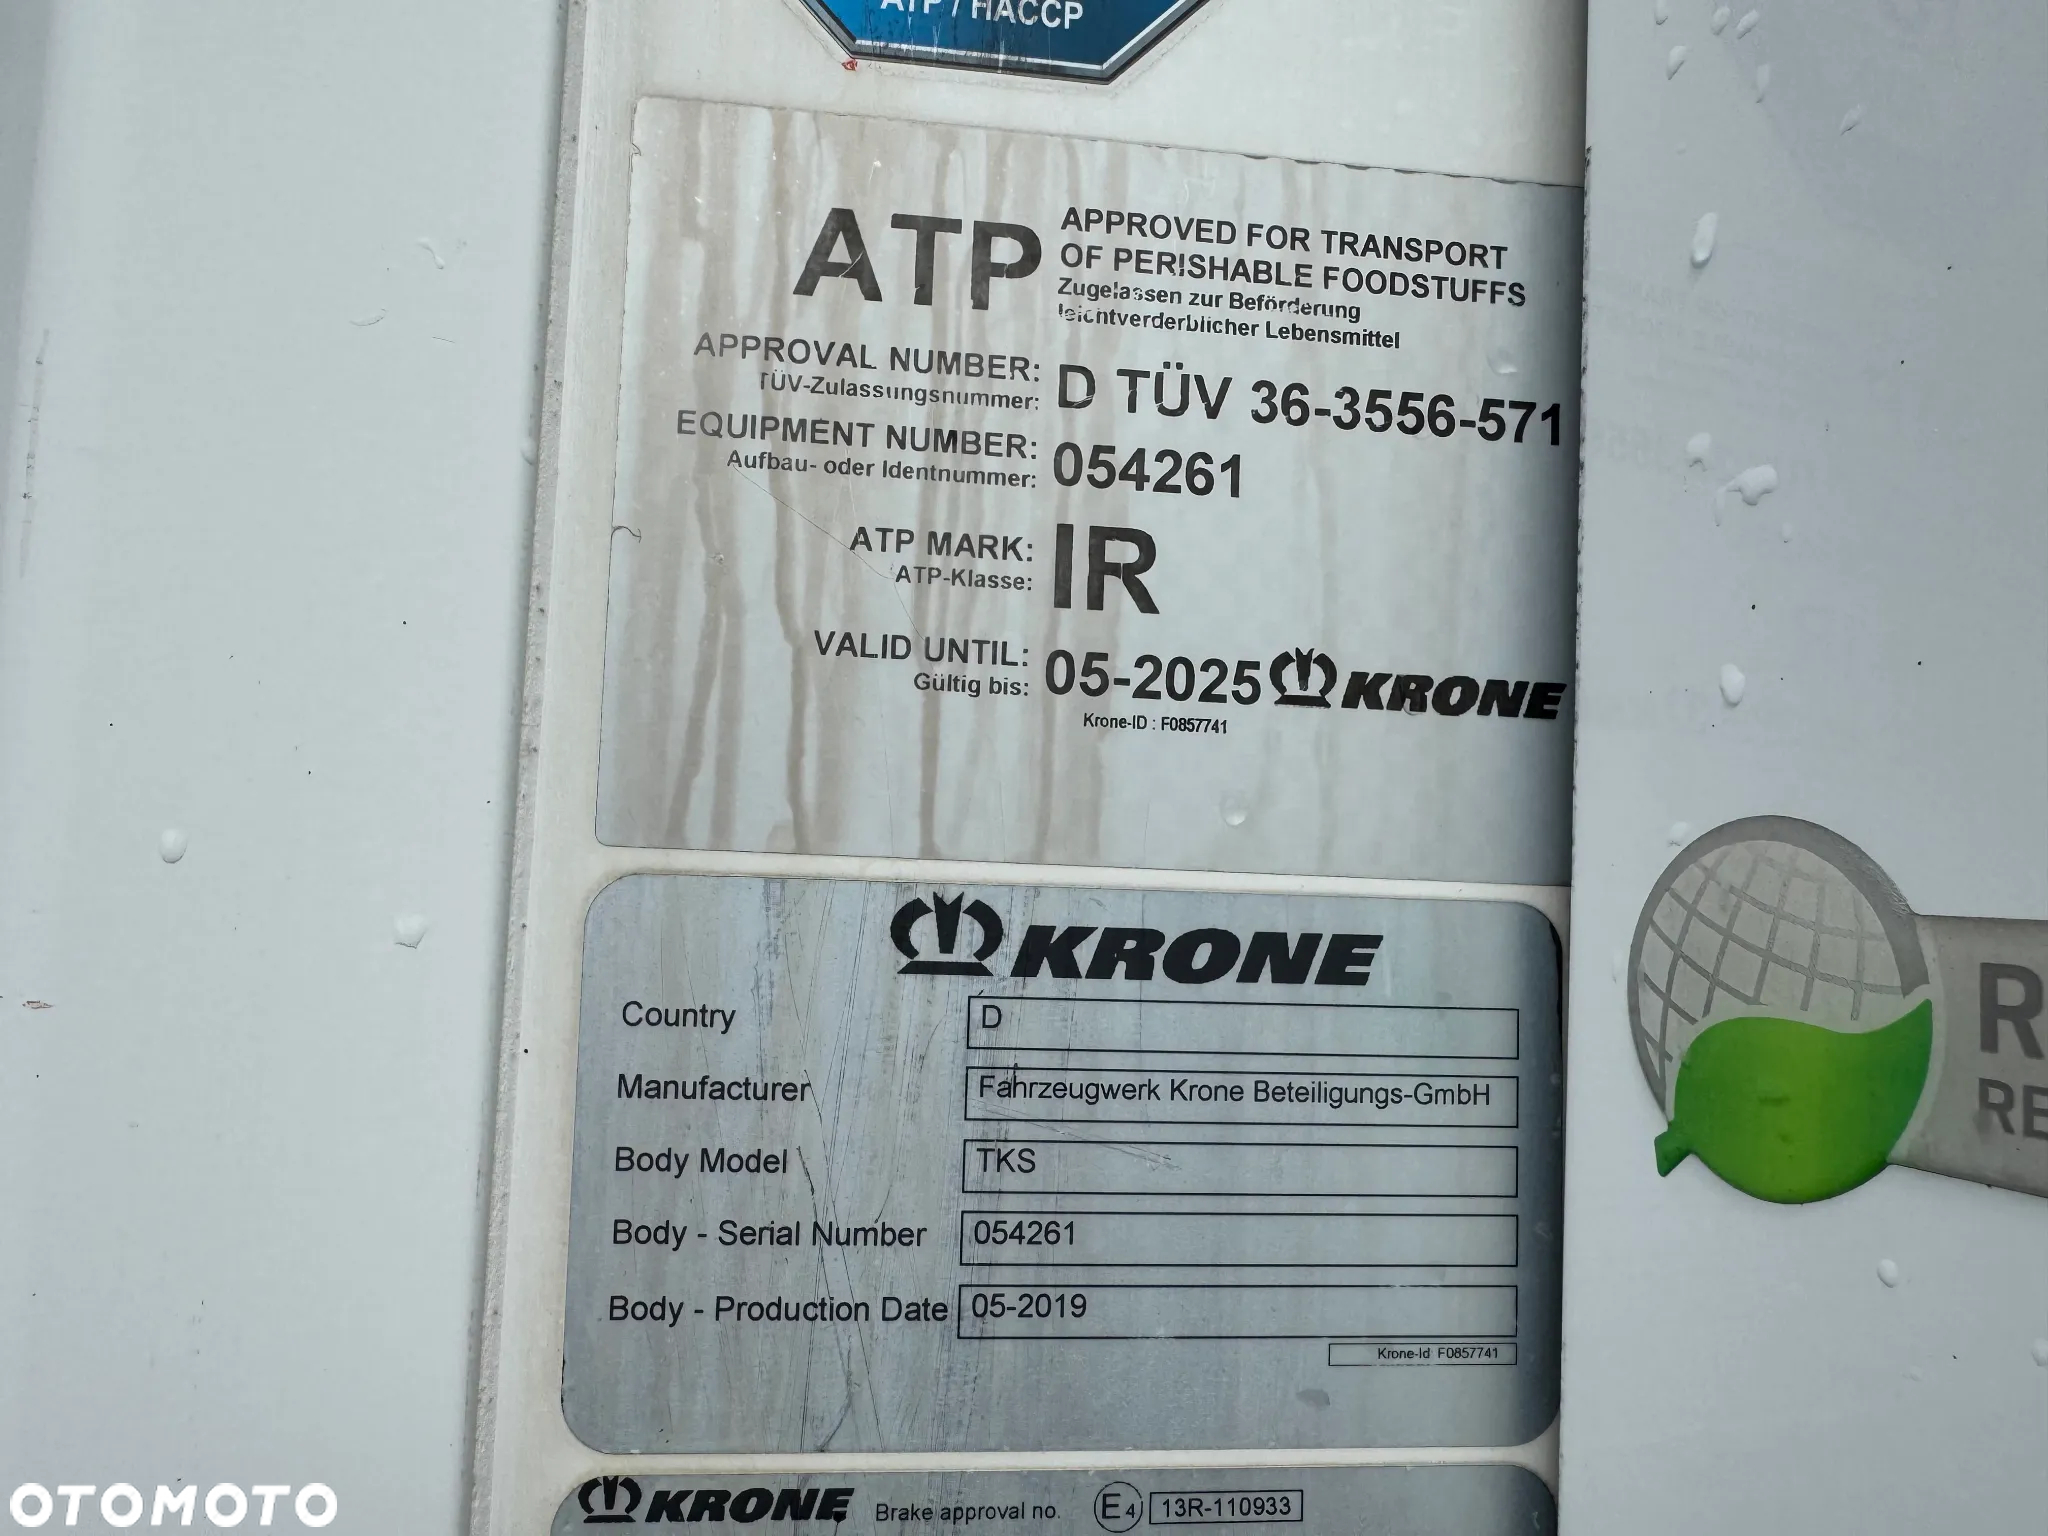 ATP / HACCP
ATP
APPROVED FOR TRANSPORT
OF PERISHABLE FOODSTUFFS
Zugelassen zur Beförderung
leichtverderblicher Lebensmittel
APPROVAL NUMBER: D TÜV 36-3556-571
TÜV-Zulassungsnummer:
EQUIPMENT NUMBER: 054261
Aufbau- oder Identnummer:
ATP MARK: IR
ATP-Klasse:
VALID UNTIL: 05-2025 KRONE
Gültig bis:
Krone-ID : F0857741
KRONE
Country D
Manufacturer Fahrzeugwerk Krone Beteiligungs-GmbH
Body Model TKS
Body - Serial Number 054261
Body - Production Date 05-2019
Krone-Id F0857741
KRONE Brake approval no. E4 13R-110933
OTOMOTO